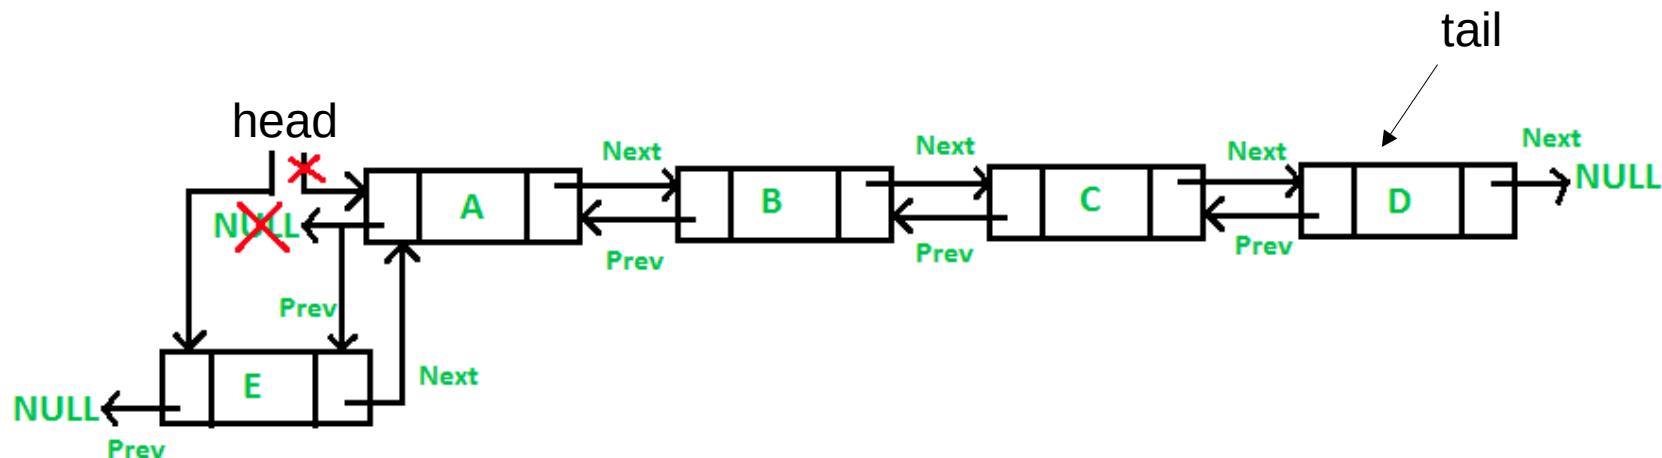 tail
head
Next
Next
Next
Next
NULL
A
B
C
D
NULL
Prev
Prev
Prev
Prev
E
Next
NULL
Prev